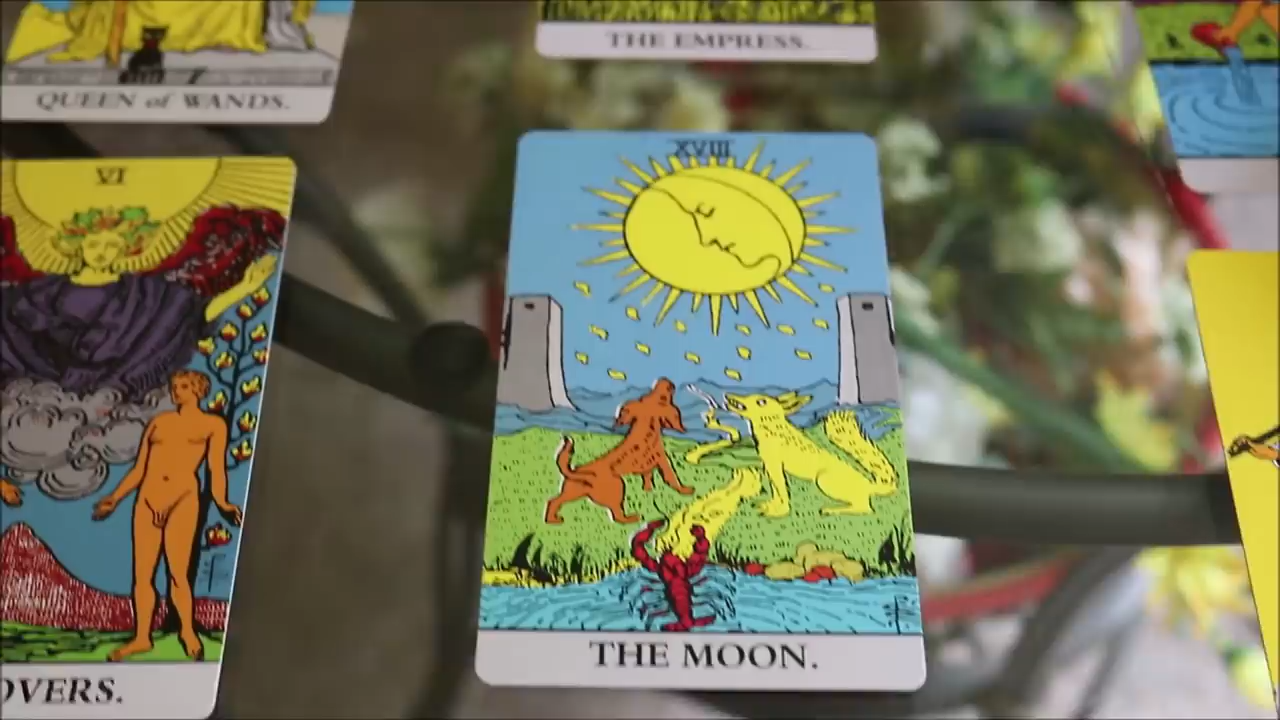 QUEEN of WANDS.
THE EMPRESS.
VI
XVIII
OVERS.
THE MOON.